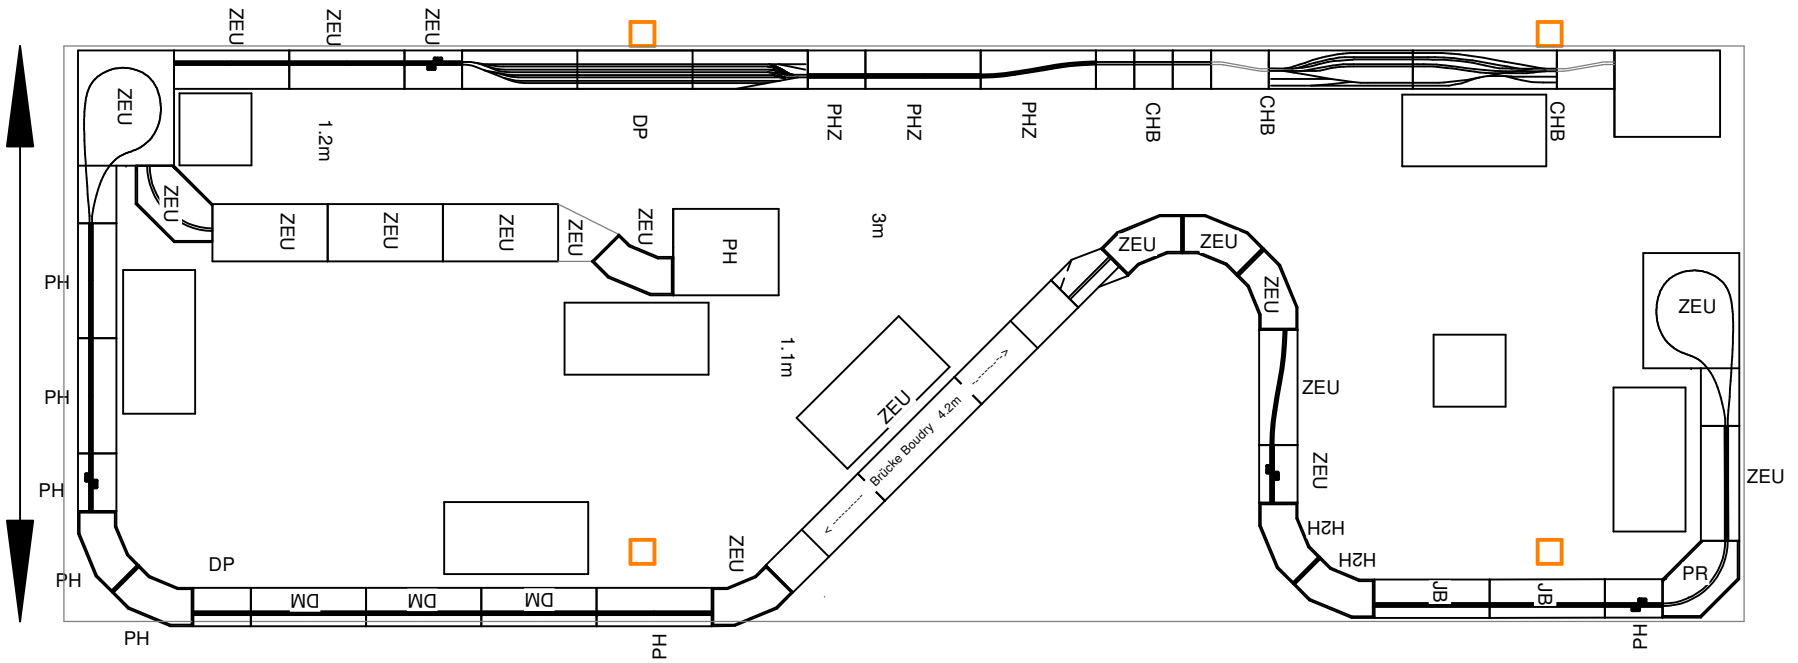 ZEU
ZEU
ZEU
ZEU
1.2m
DP
PHZ
PHZ
PHZ
CHB
CHB
CHB
ZEU
ZEU
ZEU
ZEU
ZEU
ZEU
PH
3m
ZEU
ZEU
ZEU
ZEU
PH
1.1m
ZEU
ZEU
PH
ZEU
Brücke Boudry 4.2m
<-------- -------->
ZEU
PH
H2H
H2H
ZEU
DP
PH
DM
DM
DM
ZEU
PR
JB
JB
PH
PH
PH